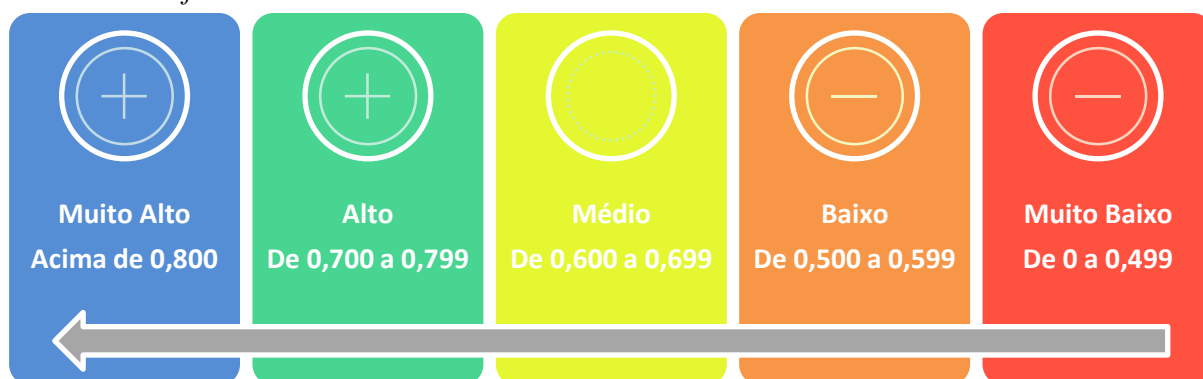 Muito Alto
Acima de 0,800
Alto
De 0,700 a 0,799
Médio
De 0,600 a 0,699
Baixo
De 0,500 a 0,599
Muito Baixo
De 0 a 0,499